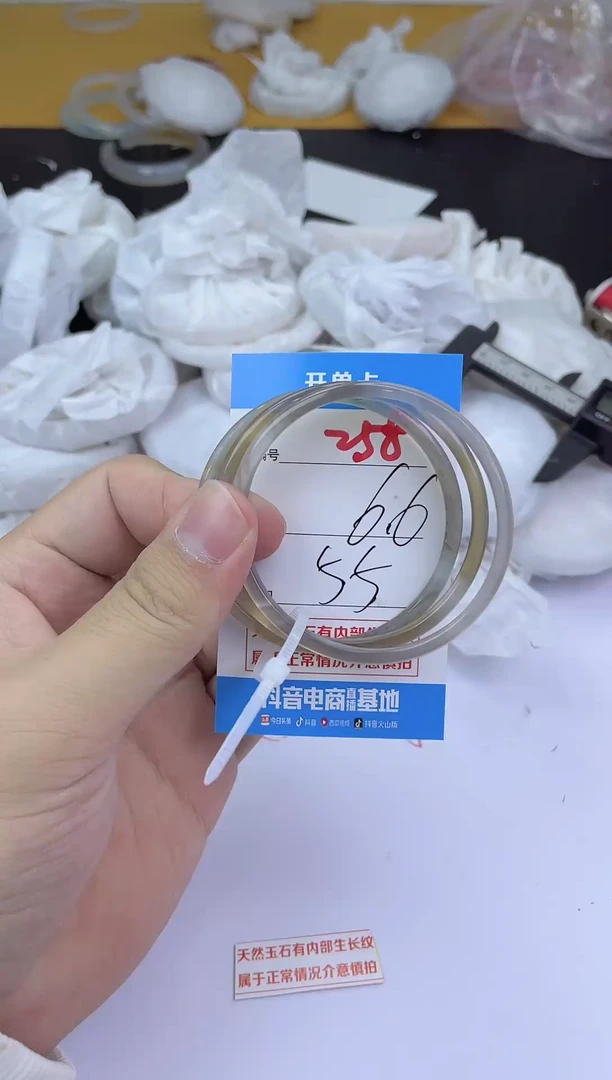 开单卡
号
258
66
55
玉石有内部生
属于正常情况介意慎拍
抖音电商直播基地
今日头条 抖音 西瓜视频 抖音火山版
天然玉石有内部生长纹
属于正常情况介意慎拍